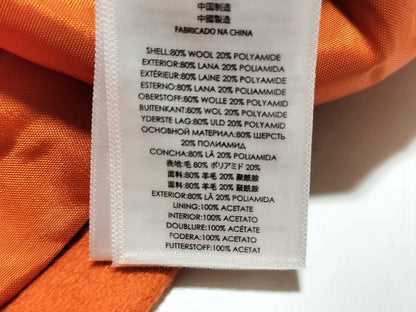 中国制造
中國製造
FABRICADO NA CHINA
SHELL:80% WOOL 20% POLYAMIDE
EXTERIOR:80% LANA 20% POLIAMIDA
EXTÉRIEUR:80% LAINE 20% POLYAMIDE
ESTERNO:80% LANA 20% POLIAMMIDE
OBERSTOFF:80% WOLLE 20% POLYAMID
BUITENKANT:80% WOL 20% POLYAMIDE
YDERSTE LAG:80% ULD 20% POLYAMID
ОСНОВНОЙ МАТЕРИАЛ:80% ШЕРСТЬ
20% ПОЛИАМИД
CONCHA:80% LÃ 20% POLIAMIDA
表地:毛 80% ポリアミド 20%
面料:80% 羊毛 20% 聚酰胺
面料:80% 羊毛 20% 聚醯胺
EXTERIOR:80% LÃ 20% POLIAMIDA
LINING:100% ACETATE
INTERIOR:100% ACETATO
DOUBLURE:100% ACÉTATE
FODERA:100% ACETATO
FUTTERSTOFF:100% ACETAT